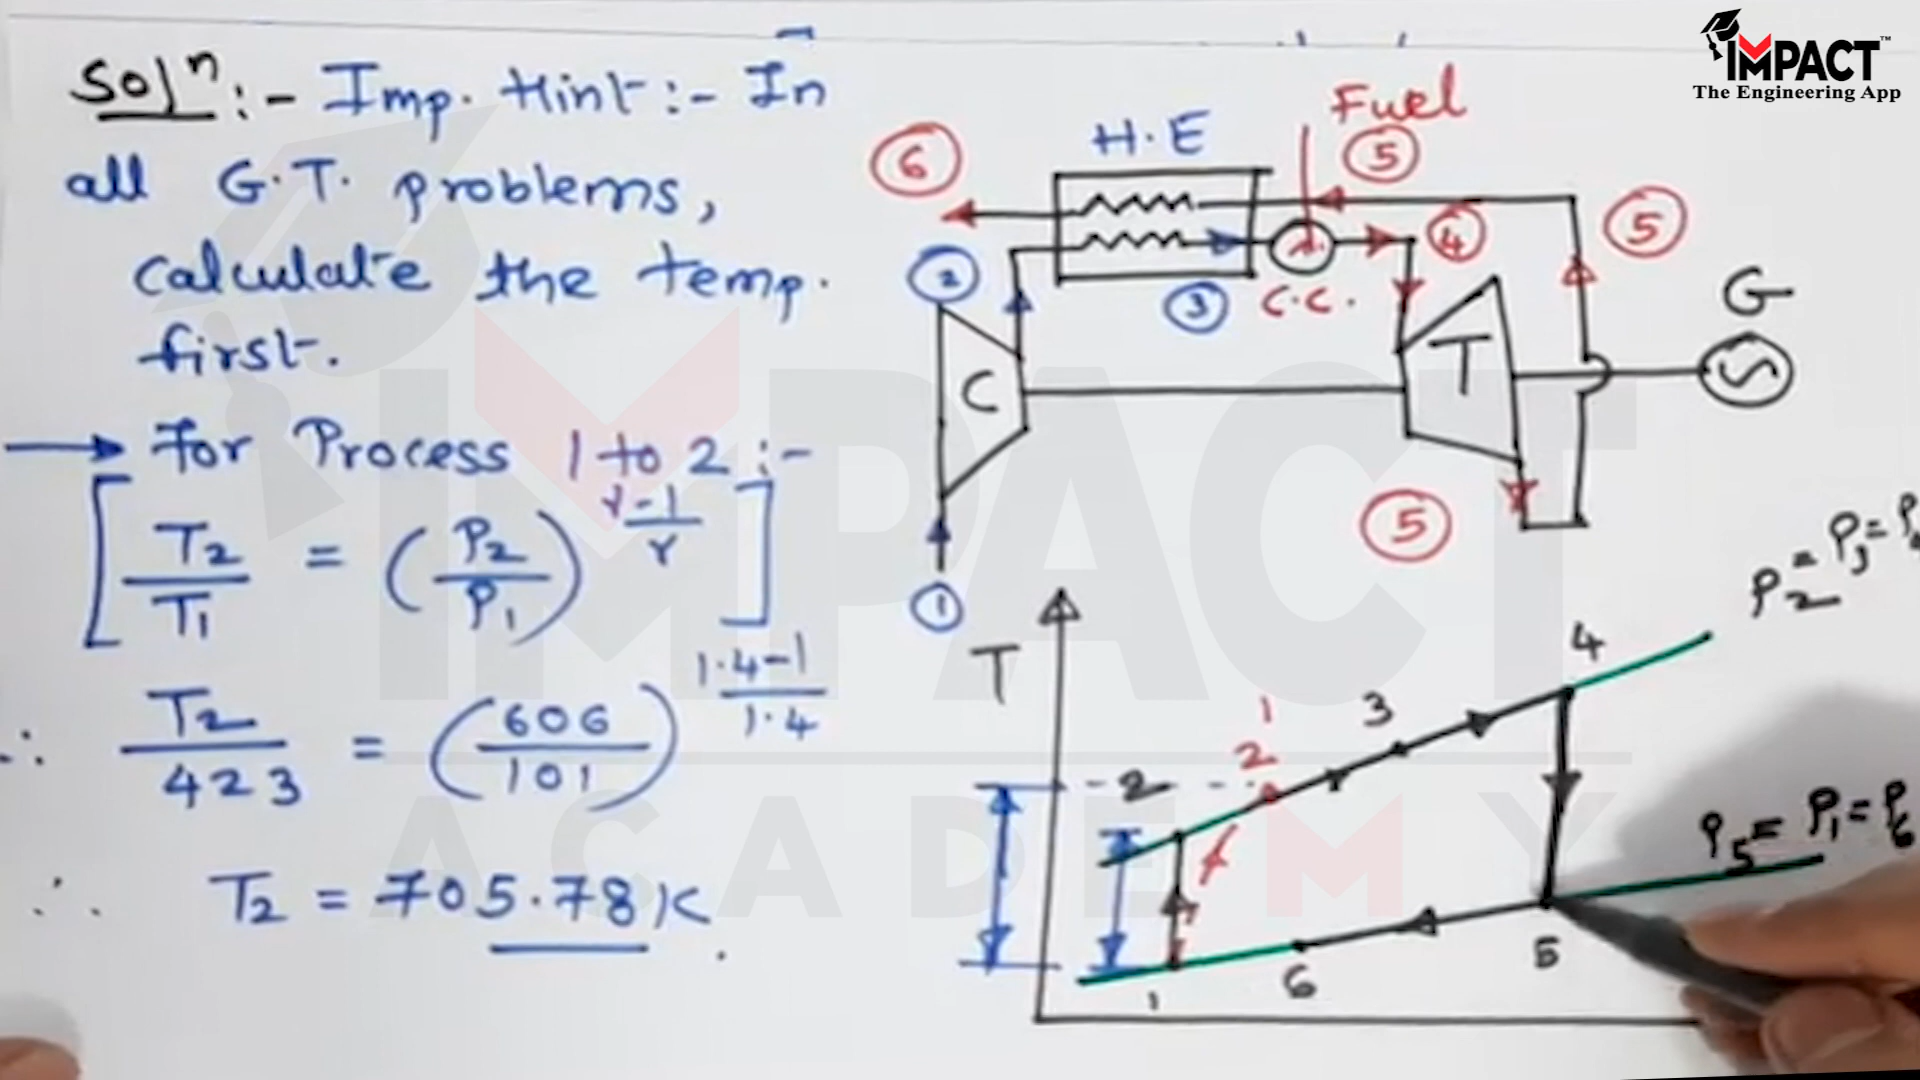 IMPACT™
The Engineering App
Solⁿ :- Imp. Hint :- In
all G.T. problems,
calculate the temp.
first.
→ for Process 1 to 2 :-
[ T2/T1 = (P2/P1)^(γ-1)/γ ]
∴ T2/423 = (606/101)^(1.4-1)/1.4
∴ T2 = 705.78 K.
Fuel
H.E
6
5
5
4
2
3
C.C.
G
C
T
5
1
P2 = P3 = P
T
4
3
1
2
2
P5 = P1 = P6
1
6
5
IMPACT
ACADEMY